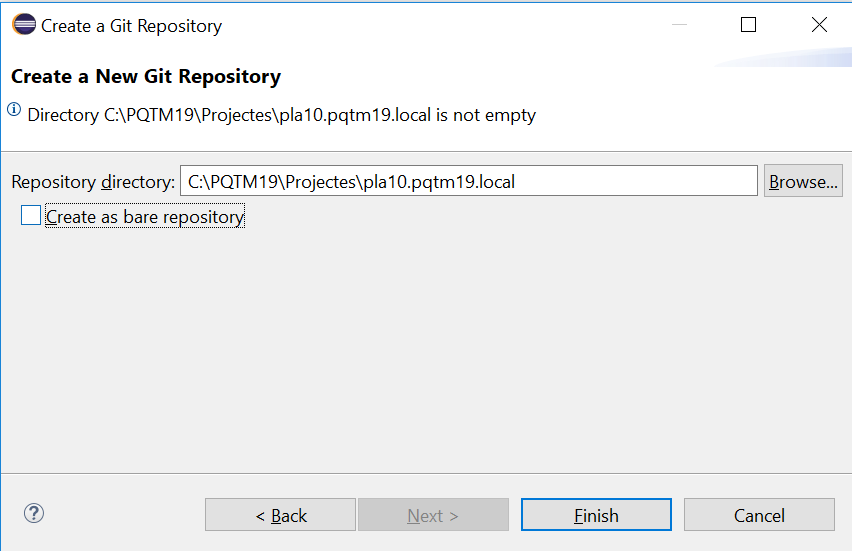 Create a Git Repository
Create a New Git Repository
Directory C:\PQTM19\Projectes\pla10.pqtm19.local is not empty
Repository directory: C:\PQTM19\Projectes\pla10.pqtm19.local Browse...
Create as bare repository
? < Back Next > Finish Cancel